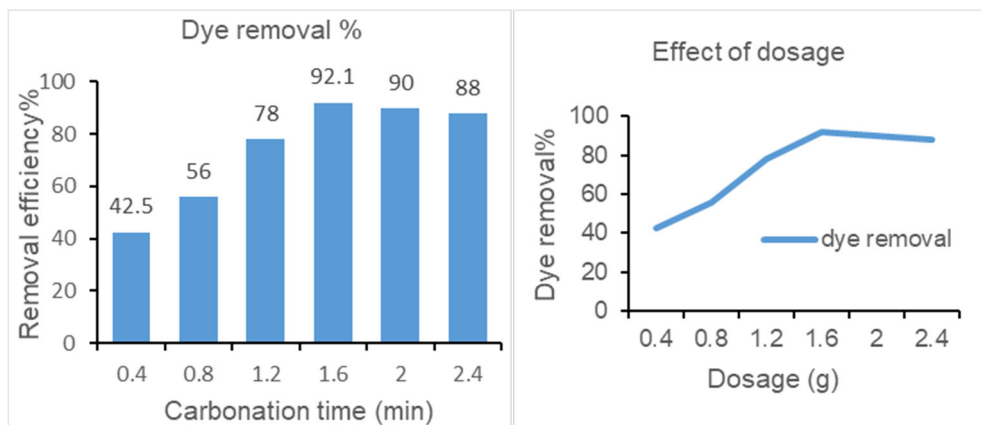 Dye removal %
Removal efficiency%
100
80
60
40
20
0
42.5
56
78
92.1
90
88
0.4 0.8 1.2 1.6 2 2.4
Carbonation time (min)
Effect of dosage
Dye removal%
100
80
60
40
20
0
dye removal
0.4 0.8 1.2 1.6 2 2.4
Dosage (g)